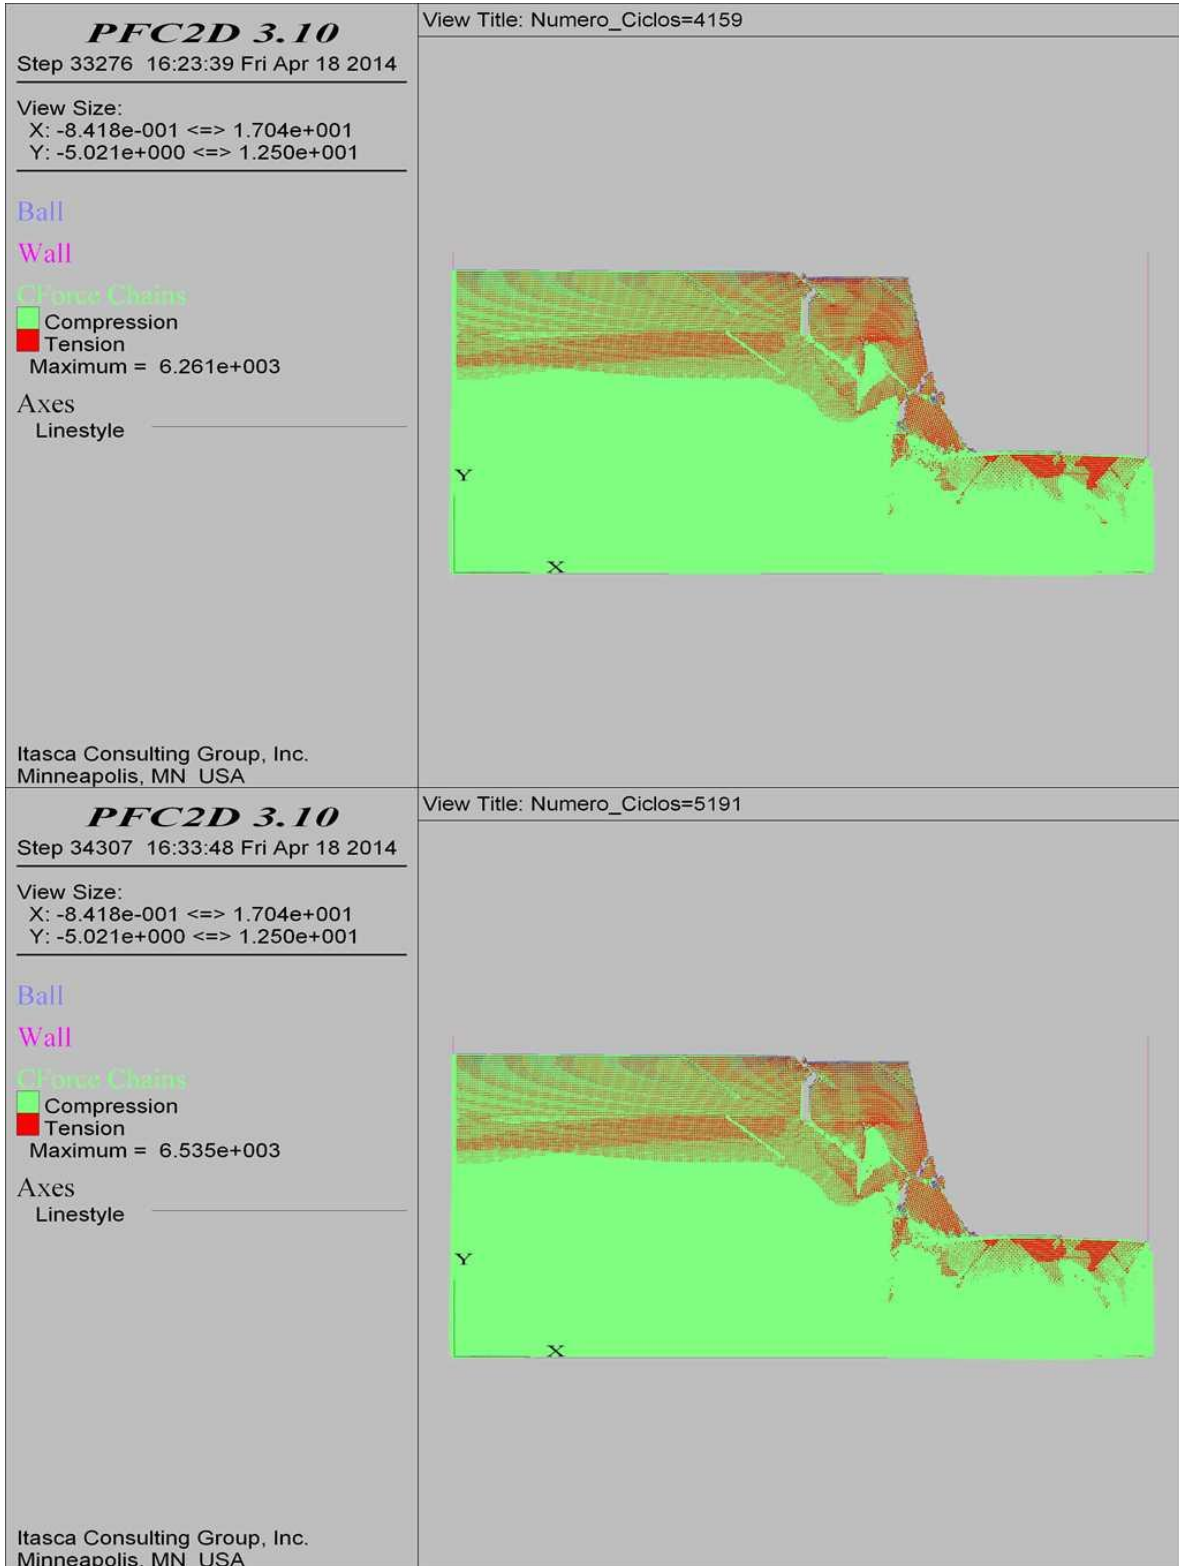 PFC2D 3.10
Step 33276 16:23:39 Fri Apr 18 2014
View Size:
X: -8.418e-001 <=> 1.704e+001
Y: -5.021e+000 <=> 1.250e+001
Ball
Wall
CForce Chains
Compression
Tension
Maximum = 6.261e+003
Axes
Linestyle
Itasca Consulting Group, Inc.
Minneapolis, MN USA
View Title: Numero_Ciclos=4159
Y
X
PFC2D 3.10
Step 34307 16:33:48 Fri Apr 18 2014
View Size:
X: -8.418e-001 <=> 1.704e+001
Y: -5.021e+000 <=> 1.250e+001
Ball
Wall
CForce Chains
Compression
Tension
Maximum = 6.535e+003
Axes
Linestyle
Itasca Consulting Group, Inc.
Minneapolis, MN USA
View Title: Numero_Ciclos=5191
Y
X